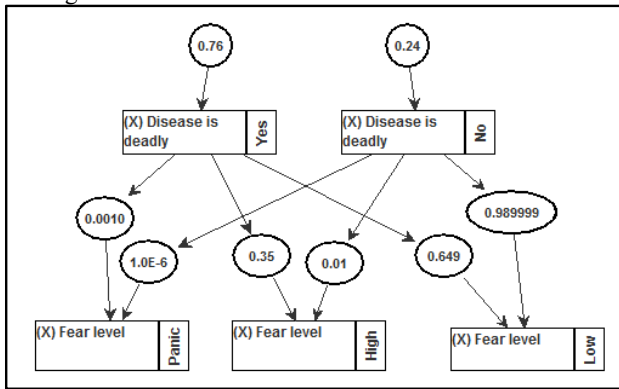 0.76
0.24
(X) Disease is
deadly
Yes
(X) Disease is
deadly
No
0.0010
1.0E-6
0.35
0.01
0.649
0.989999
(X) Fear level
Panic
(X) Fear level
High
(X) Fear level
Low